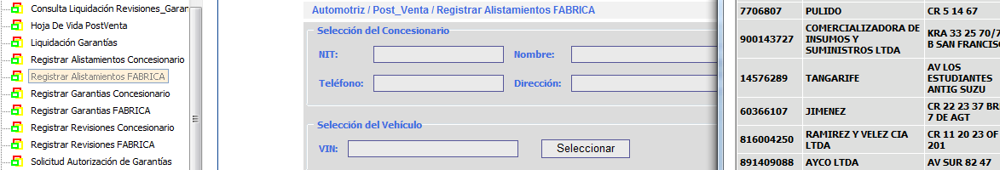 Consulta Liquidación Revisiones_Garan
Hoja De Vida PostVenta
Liquidación Garantías
Registrar Alistamientos Concesionario
Registrar Alistamientos FABRICA
Registrar Garantias Concesionario
Registrar Garantias FABRICA
Registrar Revisiones Concesionario
Registrar Revisiones FABRICA
Solicitud Autorización de Garantías
Automotriz / Post_Venta / Registrar Alistamientos FABRICA
Selección del Concesionario
NIT: Nombre:
Teléfono: Dirección:
Selección del Vehículo
VIN: Seleccionar
7706807 PULIDO CR 5 14 67
900143727 COMERCIALIZADORA DE
INSUMOS Y
SUMINISTROS LTDA
KRA 33 25 70/7
B SAN FRANCIS
14576289 TANGARIFE
AV LOS
ESTUDIANTES
ANTIG SUZU
60366107 JIMENEZ
CR 22 23 37 BR
7 DE AGT
816004250 RAMIREZ Y VELEZ CIA
LTDA
CR 11 20 23 OF
201
891409088 AYCO LTDA AV SUR 82 47